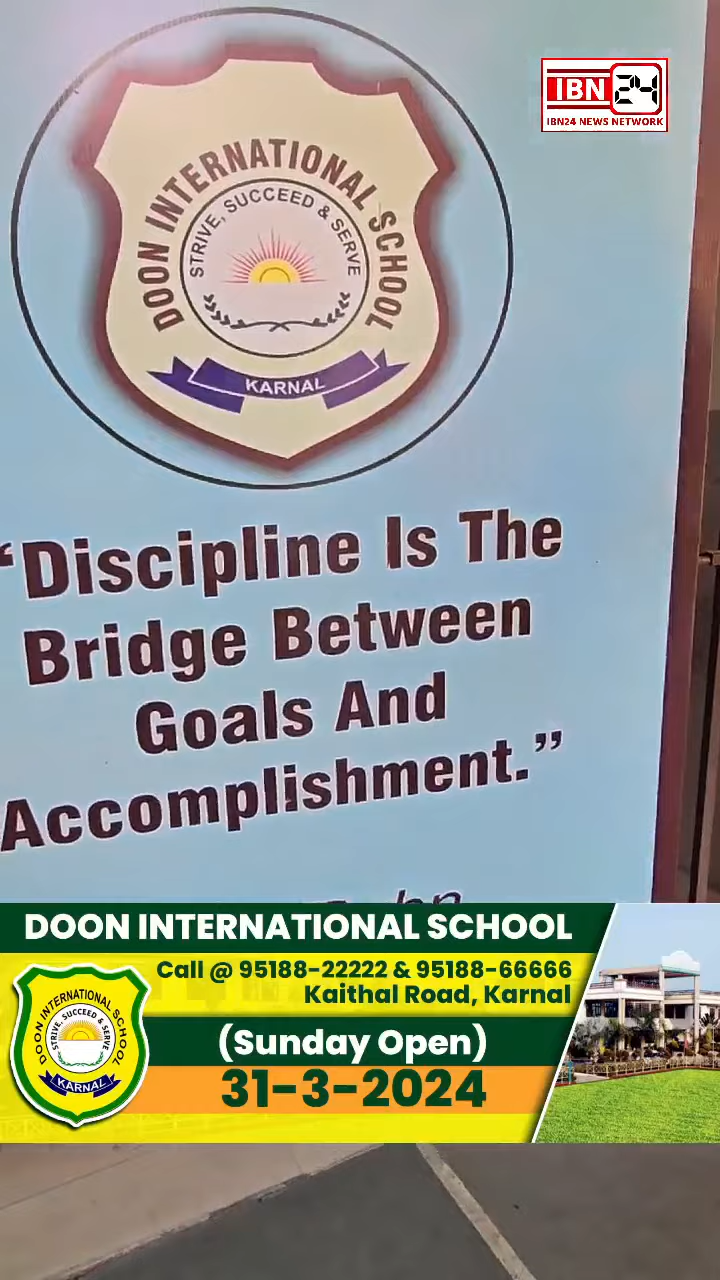 IBN 24
IBN24 NEWS NETWORK
DOON INTERNATIONAL SCHOOL
STRIVE, SUCCEED & SERVE
KARNAL
“Discipline Is The
Bridge Between
Goals And
Accomplishment.”
DOON INTERNATIONAL SCHOOL
Call @ 95188-22222 & 95188-66666
Kaithal Road, Karnal
DOON INTERNATIONAL SCHOOL
STRIVE, SUCCEED & SERVE
KARNAL
(Sunday Open)
31-3-2024